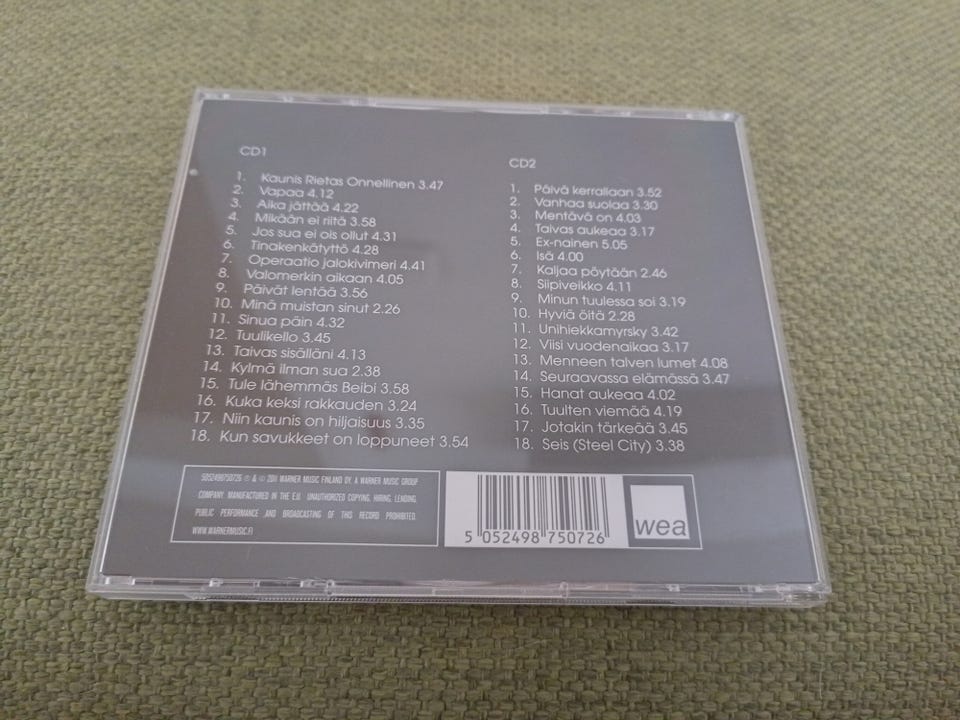 CD1
1. Kaunis Rietas Onnellinen 3.47
2. Vapaa 4.12
3. Aika jättää 4.22
4. Mikään ei riitä 3.58
5. Jos sua ei ois ollut 4.31
6. Tinakenkätyttö 4.28
7. Operaatio jalokivimeri 4.41
8. Valomerkin aikaan 4.05
9. Päivät lentää 3.56
10. Minä muistan sinut 2.26
11. Sinua päin 4.32
12. Tuulikello 3.45
13. Taivas sisälläni 4.13
14. Kylmä ilman sua 2.38
15. Tule lähemmäs Beibi 3.58
16. Kuka keksi rakkauden 3.24
17. Niin kaunis on hiljaisuus 3.35
18. Kun savukkeet on loppuneet 3.54
CD2
1. Päivä kerrallaan 3.52
2. Vanhaa suolaa 3.30
3. Mentävä on 4.03
4. Taivas aukeaa 3.17
5. Ex-nainen 5.05
6. Isä 4.00
7. Kaljaa pöytään 2.46
8. Siipiveikko 4.11
9. Minun tuulessa soi 3.19
10. Hyviä öitä 2.28
11. Unihiekkamyrsky 3.42
12. Viisi vuodenaikaa 3.17
13. Menneen talven lumet 4.08
14. Seuraavassa elämässä 3.47
15. Hanat aukeaa 4.02
16. Tuulten viemää 4.19
17. Jotakin tärkeää 3.45
18. Seis (Steel City) 3.38
5052498750726 ℗ & © 2011 WARNER MUSIC FINLAND OY. A WARNER MUSIC GROUP
COMPANY. MANUFACTURED IN THE E.U. UNAUTHORIZED COPYING, HIRING, LENDING,
PUBLIC PERFORMANCE AND BROADCASTING OF THIS RECORD PROHIBITED.
WWW.WARNERMUSIC.FI
5 052498 750726
wea